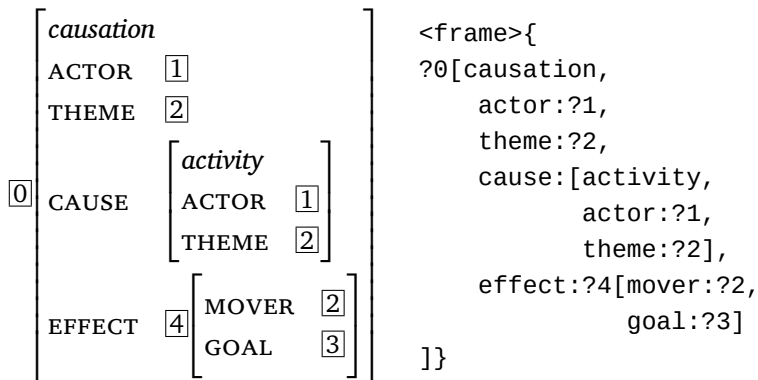 causation
ACTOR 1
THEME 2
0 CAUSE activity
ACTOR 1
THEME 2
EFFECT 4 MOVER 2
GOAL 3
<frame>{
?0[causation,
actor:?1,
theme:?2,
cause:[activity,
actor:?1,
theme:?2],
effect:?4[mover:?2,
goal:?3]
]}